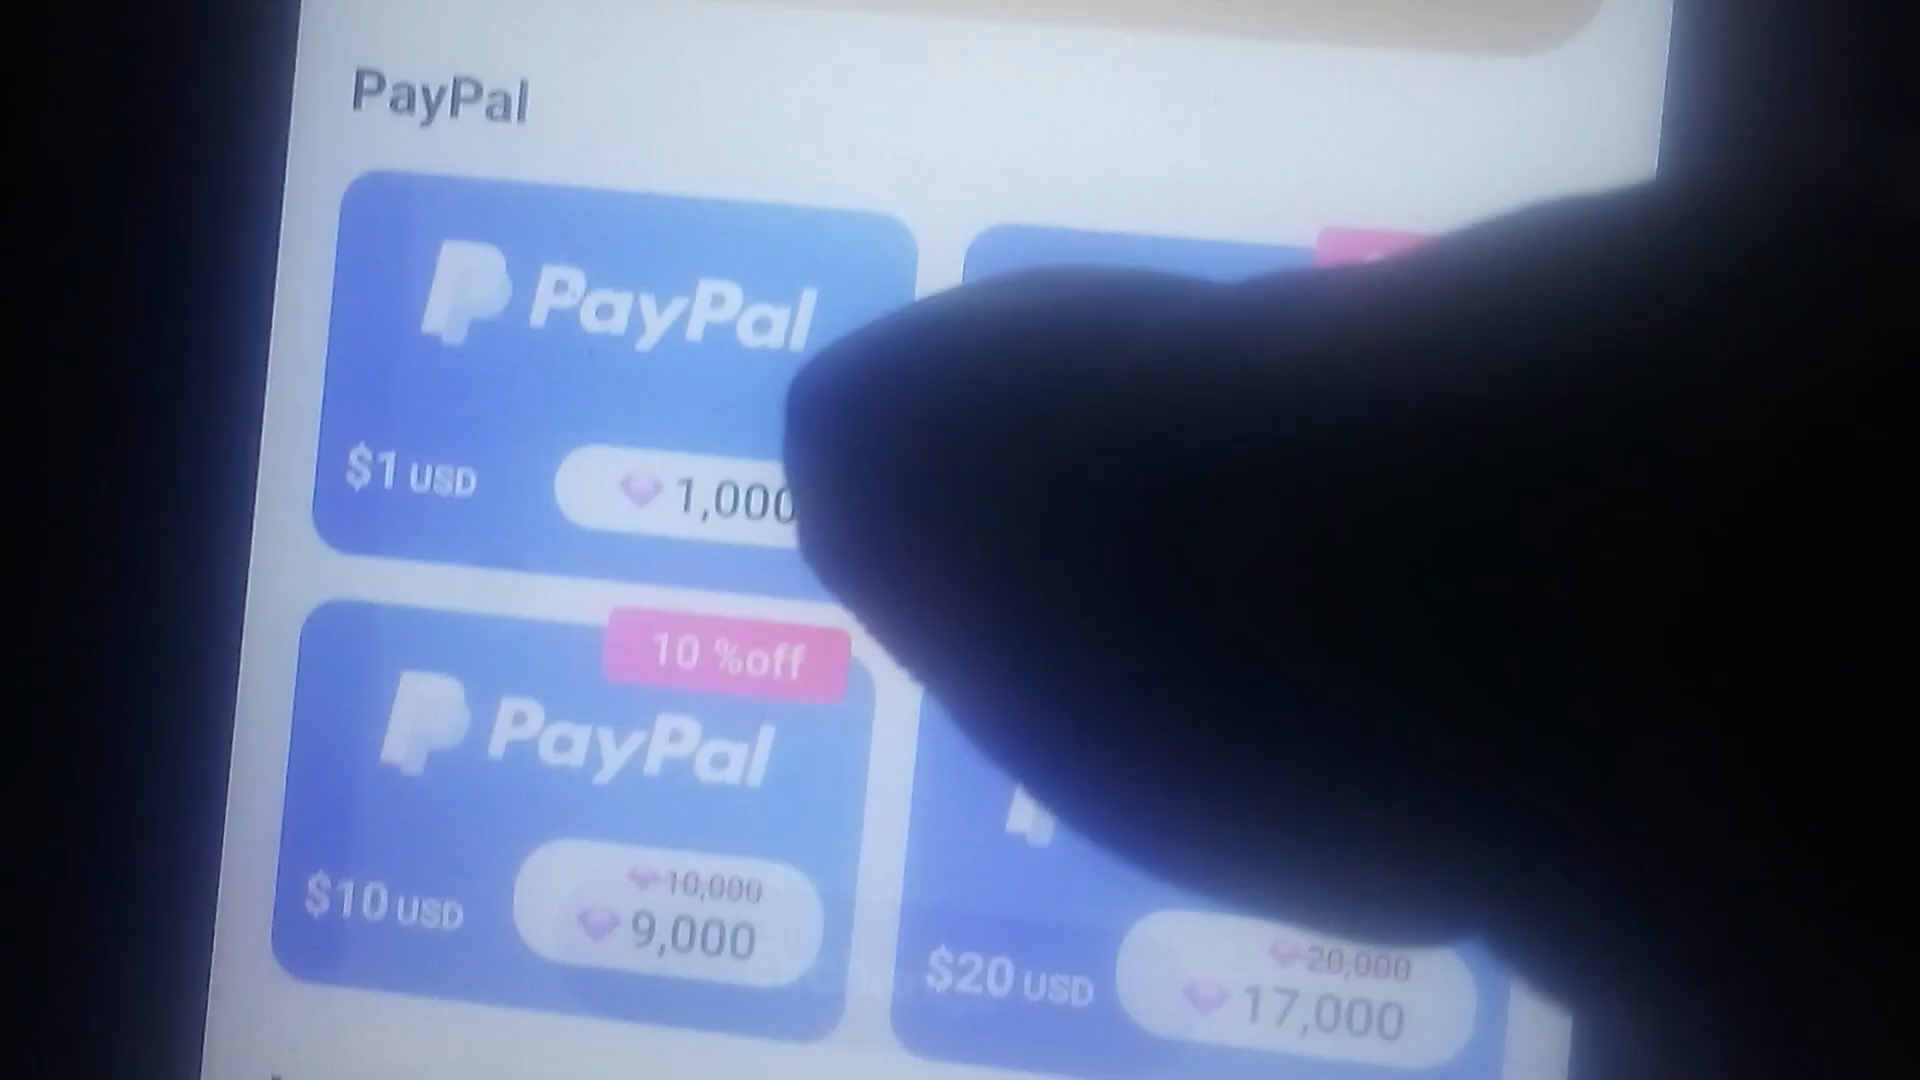 PayPal
PayPal
$1 USD
1,000
10 %off
PayPal
10,000
$10 USD
9,000
20,000
$20 USD
17,000